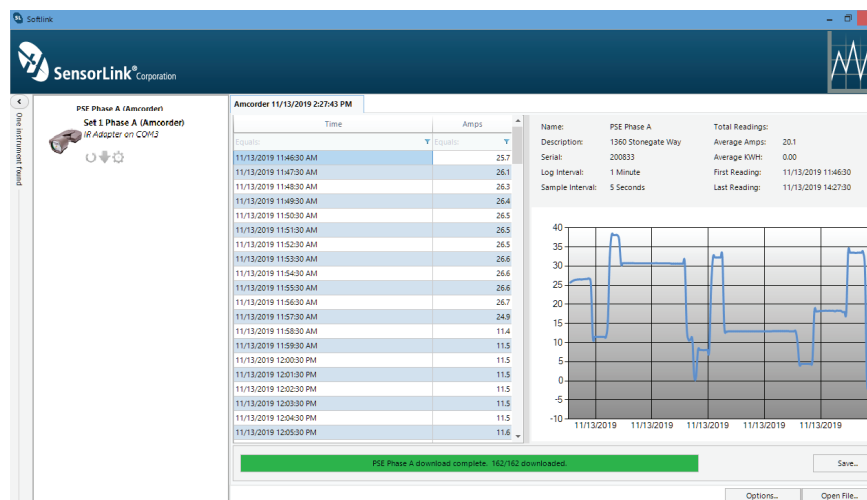 Softlink
SensorLink® Corporation
One instrument found
PSE Phase A (Amcorder)
Set 1 Phase A (Amcorder)
IR Adapter on COM3
Amcorder 11/13/2019 2:27:43 PM
Time Amps
Equals: Equals:
11/13/2019 11:46:30 AM 25.7
11/13/2019 11:47:30 AM 26.1
11/13/2019 11:48:30 AM 26.3
11/13/2019 11:49:30 AM 26.4
11/13/2019 11:50:30 AM 26.5
11/13/2019 11:51:30 AM 26.5
11/13/2019 11:52:30 AM 26.5
11/13/2019 11:53:30 AM 26.6
11/13/2019 11:54:30 AM 26.6
11/13/2019 11:55:30 AM 26.6
11/13/2019 11:56:30 AM 26.7
11/13/2019 11:57:30 AM 24.9
11/13/2019 11:58:30 AM 11.4
11/13/2019 11:59:30 AM 11.5
11/13/2019 12:00:30 PM 11.5
11/13/2019 12:01:30 PM 11.5
11/13/2019 12:02:30 PM 11.5
11/13/2019 12:03:30 PM 11.5
11/13/2019 12:04:30 PM 11.5
11/13/2019 12:05:30 PM 11.6
Name: PSE Phase A Total Readings:
Description: 1360 Stonegate Way Average Amps: 20.1
Serial: 200833 Average KWH: 0.00
Log Interval: 1 Minute First Reading: 11/13/2019 11:46:30
Sample Interval: 5 Seconds Last Reading: 11/13/2019 14:27:30
40
35
30
25
20
15
10
5
0
-5
-10
11/13/2019 11/13/2019 11/13/2019 11/13/2019 11/13/2019
PSE Phase A download complete. 162/162 downloaded.
Save...
Options... Open File...